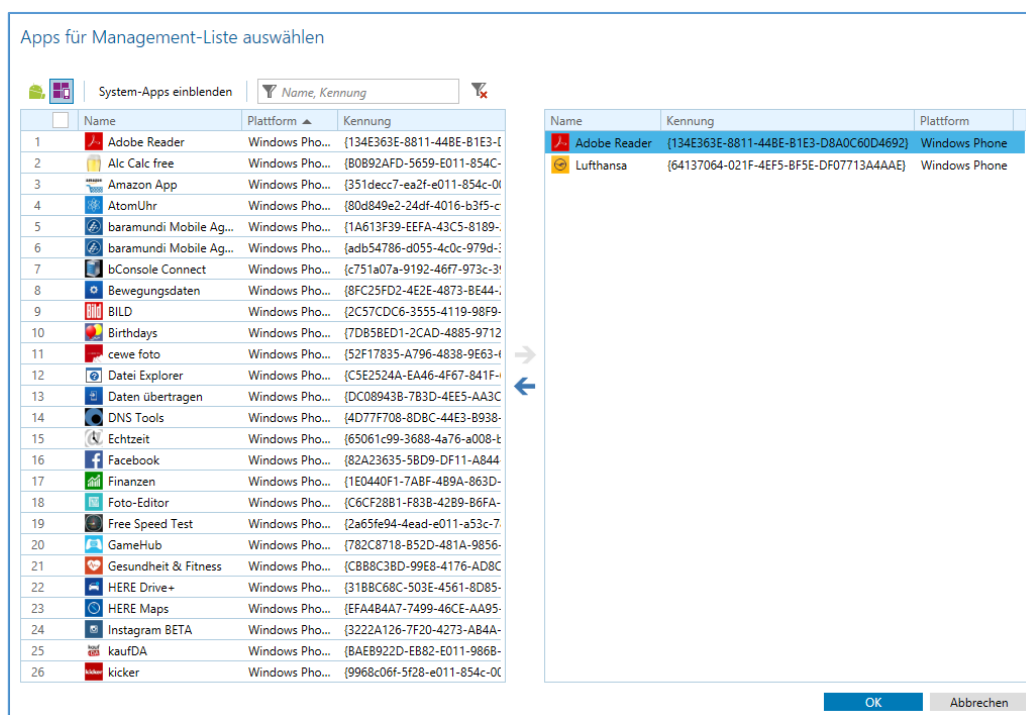 Apps für Management-Liste auswählen
System-Apps einblenden Name, Kennung
Name Plattform Kennung
1 Adobe Reader Windows Pho... {134E363E-8811-44BE-B1E3-D
2 Alc Calc free Windows Pho... {B0B92AFD-5659-E011-854C-
3 Amazon App Windows Pho... {351decc7-ea2f-e011-854c-00
4 AtomUhr Windows Pho... {80d849e2-24df-4016-b3f5-c
5 baramundi Mobile Ag... Windows Pho... {1A613F39-EEFA-43C5-8189-
6 baramundi Mobile Ag... Windows Pho... {adb54786-d055-4c0c-979d-
7 bConsole Connect Windows Pho... {c751a07a-9192-46f7-973c-39
8 Bewegungsdaten Windows Pho... {8FC25FD2-4E2E-4873-BE44-
9 BILD Windows Pho... {2C57CDC6-3555-4119-98F9-
10 Birthdays Windows Pho... {7DB5BED1-2CAD-4885-9712
11 cewe foto Windows Pho... {52F17835-A796-4838-9E63-
12 Datei Explorer Windows Pho... {C5E2524A-EA46-4F67-841F-
13 Daten übertragen Windows Pho... {DC08943B-7B3D-4EE5-AA3C
14 DNS Tools Windows Pho... {4D77F708-8DBC-44E3-B938-
15 Echtzeit Windows Pho... {65061c99-3688-4a76-a008-b
16 Facebook Windows Pho... {82A23635-5BD9-DF11-A844
17 Finanzen Windows Pho... {1E0440F1-7ABF-4B9A-863D-
18 Foto-Editor Windows Pho... {C6CF28B1-F83B-42B9-B6FA-
19 Free Speed Test Windows Pho... {2a65fe94-4ead-e011-a53c-7
20 GameHub Windows Pho... {782C8718-B52D-481A-9856-
21 Gesundheit & Fitness Windows Pho... {CBB8C3BD-99E8-4176-AD8C
22 HERE Drive+ Windows Pho... {31BBC68C-503E-4561-8D85-
23 HERE Maps Windows Pho... {EFA4B4A7-7499-46CE-AA95-
24 Instagram BETA Windows Pho... {3222A126-7F20-4273-AB4A-
25 kaufDA Windows Pho... {BAEB922D-EB82-E011-986B-
26 kicker Windows Pho... {9968c06f-5f28-e011-854c-00
Name Kennung Plattform
Adobe Reader {134E363E-8811-44BE-B1E3-D8A0C60D4692} Windows Phone
Lufthansa {64137064-021F-4EF5-BF5E-DF07713A4AAE} Windows Phone
OK Abbrechen